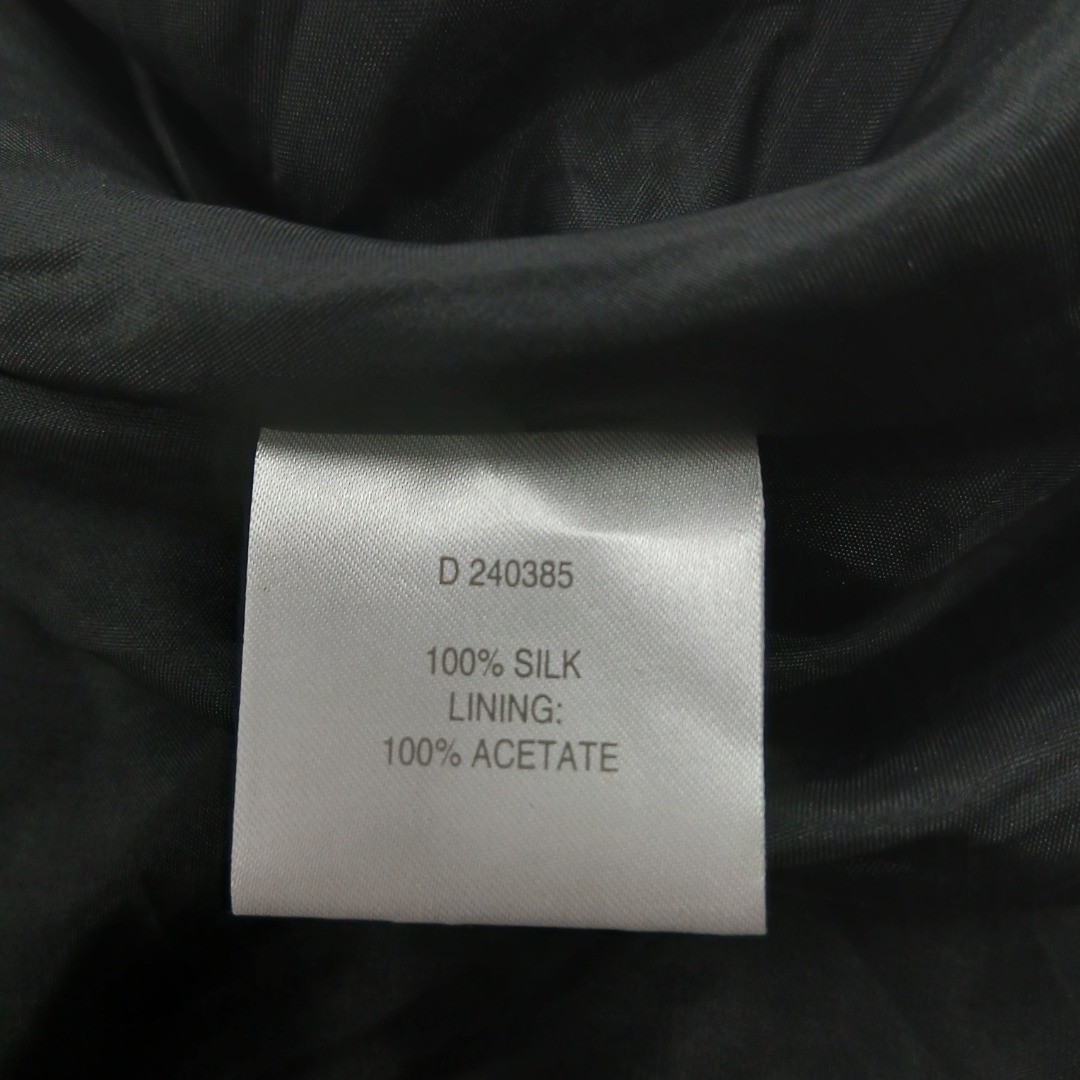 D 240385
100% SILK
LINING:
100% ACETATE